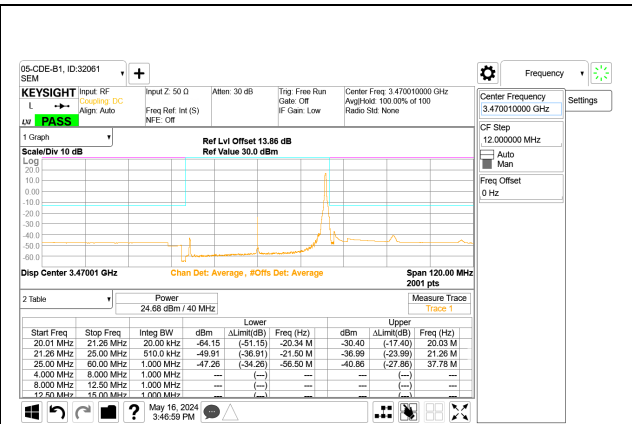 05-CDE-B1, ID:32061
SEM
Frequency
KEYSIGHT
L
PASS
Input: RF
Coupling: DC
Align: Auto
Input Z: 50 Ω
Freq Ref: Int (S)
NFE: Off
Atten: 30 dB
Trig: Free Run
Gate: Off
IF Gain: Low
Center Freq: 3.470010000 GHz
Avg|Hold: 100.00% of 100
Radio Std: None
Center Frequency
3.470010000 GHz
Settings
CF Step
12.000000 MHz
Auto
Man
Freq Offset
0 Hz
1 Graph
Ref Lvl Offset 13.86 dB
Scale/Div 10 dB
Ref Value 30.0 dBm
Log
20.0
10.0
0.00
-10.0
-20.0
-30.0
-40.0
-50.0
-60.0
Disp Center 3.47001 GHz
Chan Det: Average , #Offs Det: Average
Span 120.00 MHz
2001 pts
2 Table
Power
24.68 dBm / 40 MHz
Measure Trace
Trace 1
Lower Upper
Start Freq Stop Freq Integ BW dBm ΔLimit(dB) Freq (Hz) dBm ΔLimit(dB) Freq (Hz)
20.01 MHz 21.26 MHz 20.00 kHz -64.15 (-51.15) -20.34 M -30.40 (-17.40) 20.03 M
21.26 MHz 25.00 MHz 510.0 kHz -49.91 (-36.91) -21.50 M -36.99 (-23.99) 21.26 M
25.00 MHz 60.00 MHz 1.000 MHz -47.26 (-34.26) -56.50 M -40.86 (-27.86) 37.78 M
4.000 MHz 8.000 MHz 1.000 MHz --- (---) --- --- (---) ---
8.000 MHz 12.50 MHz 1.000 MHz --- (---) --- --- (---) ---
12.50 MHz 15.00 MHz 1.000 MHz --- (---) --- --- (---) ---
May 16, 2024
3:46:59 PM